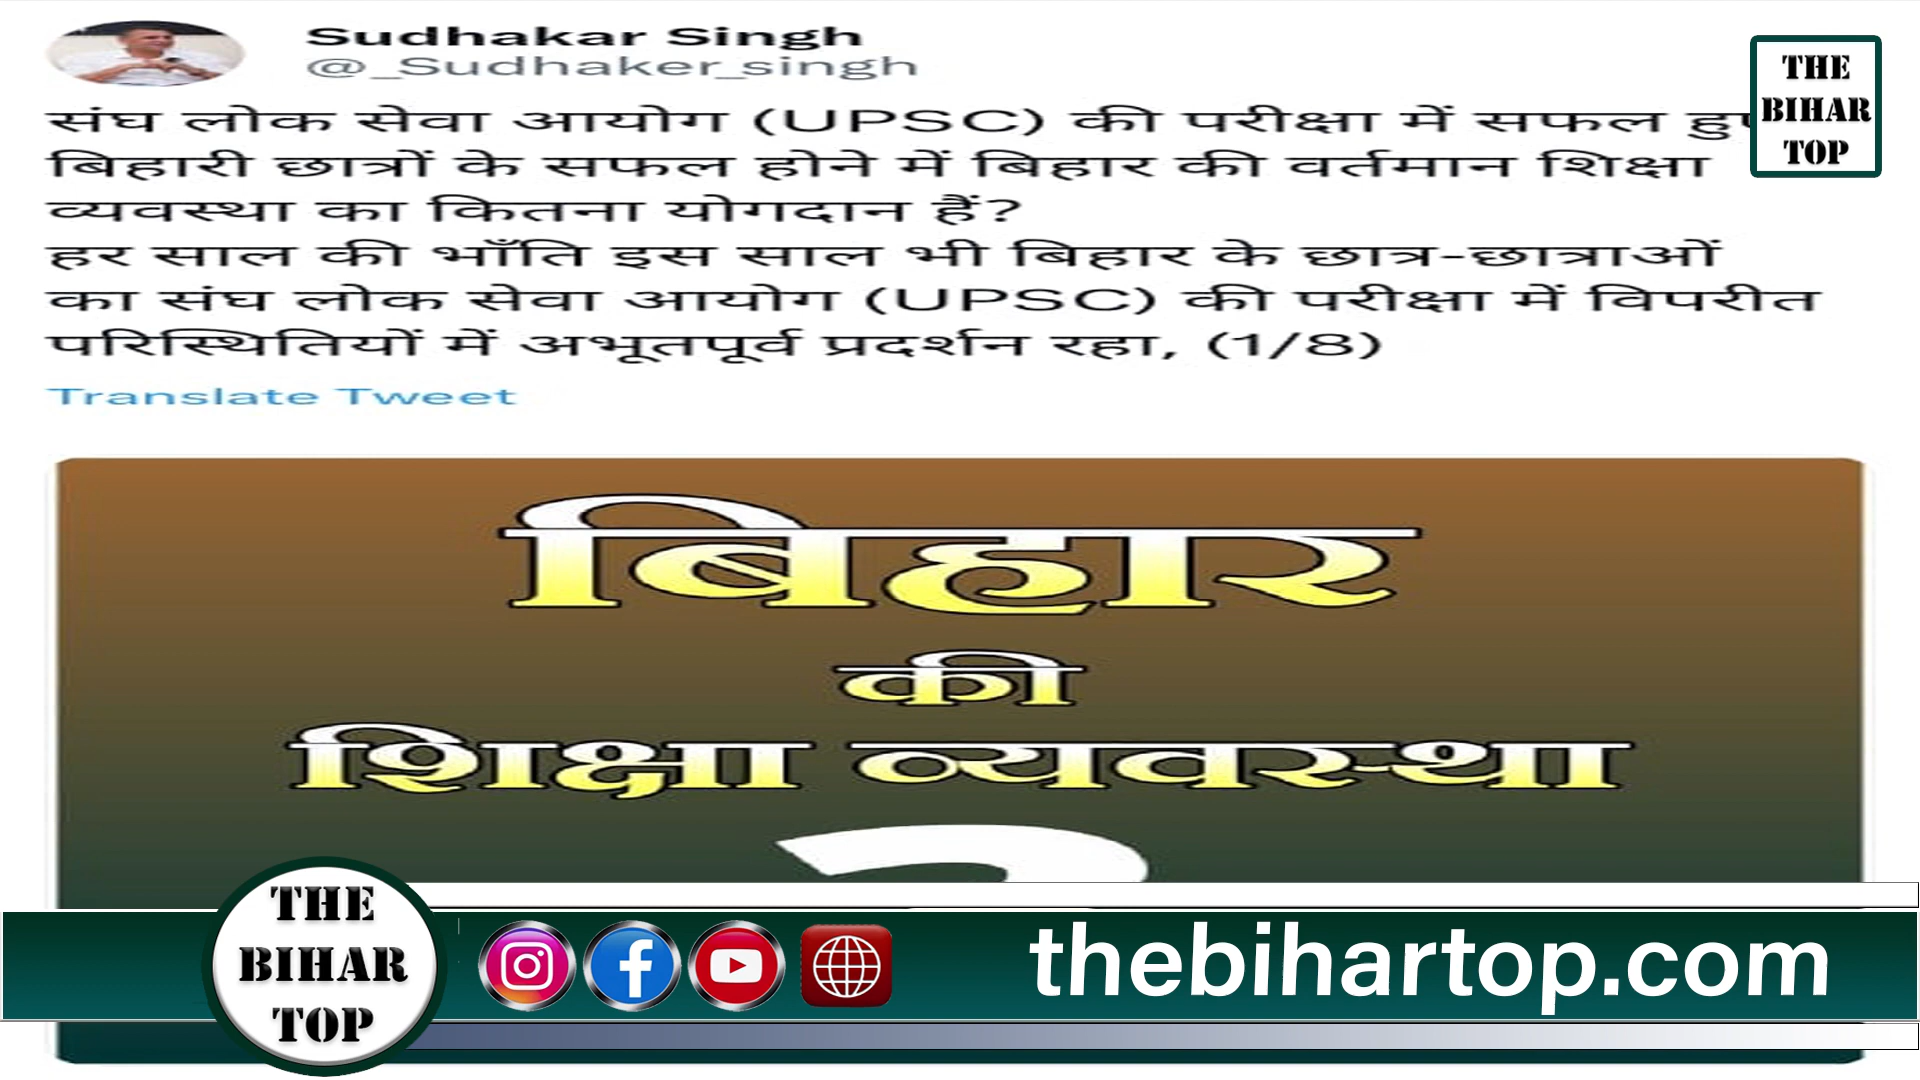 Sudhakar Singh
@_Sudhaker_singh
THE
BIHAR
TOP
संघ लोक सेवा आयोग (UPSC) की परीक्षा में सफल
बिहारी छात्रों के सफल होने में बिहार की वर्तमान शिक्षा
व्यवस्था का कितना योगदान हैं?
हर साल की भाँति इस साल भी बिहार के छात्र-छात्राओं
का संघ लोक सेवा आयोग (UPSC) की परीक्षा में विपरीत
परिस्थितियों में अभूतपूर्व प्रदर्शन रहा, (1/8)
Translate Tweet
बिहार
की
शिक्षा व्यवस्था
THE
BIHAR
TOP
thebihartop.com